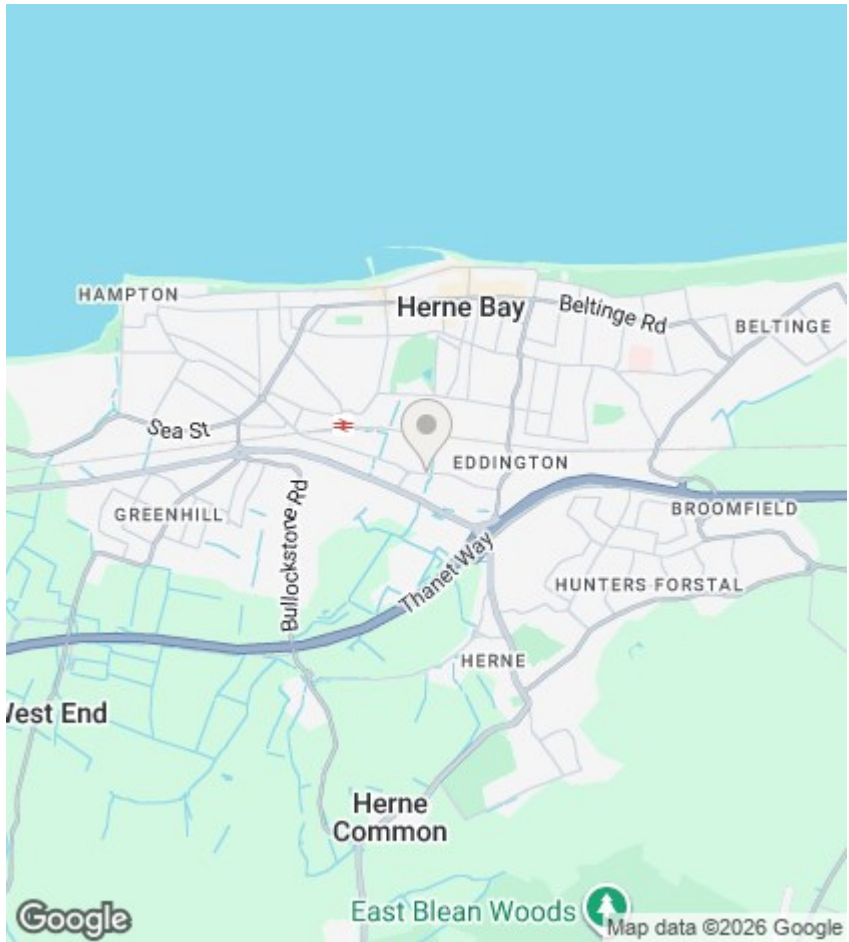 HAMPTON
Herne Bay
Beltinge Rd
BELTINGE
Sea St
EDDINGTON
GREENHILL
Bullockstone Rd
BROOMFIELD
Thanet Way
HUNTERS FORSTAL
HERNE
West End
Herne
Common
East Blean Woods
Google
Map data ©2026 Google